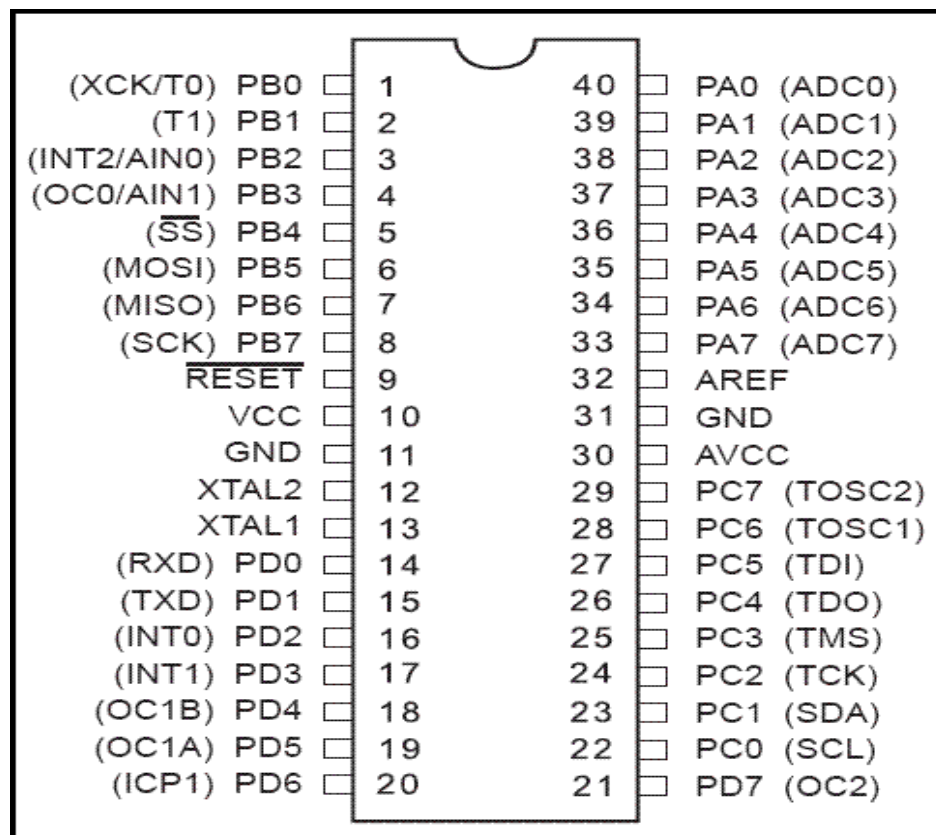 (XCK/T0) PB0 1 40 PA0 (ADC0)
(T1) PB1 2 39 PA1 (ADC1)
(INT2/AIN0) PB2 3 38 PA2 (ADC2)
(OC0/AIN1) PB3 4 37 PA3 (ADC3)
(SS) PB4 5 36 PA4 (ADC4)
(MOSI) PB5 6 35 PA5 (ADC5)
(MISO) PB6 7 34 PA6 (ADC6)
(SCK) PB7 8 33 PA7 (ADC7)
RESET 9 32 AREF
VCC 10 31 GND
GND 11 30 AVCC
XTAL2 12 29 PC7 (TOSC2)
XTAL1 13 28 PC6 (TOSC1)
(RXD) PD0 14 27 PC5 (TDI)
(TXD) PD1 15 26 PC4 (TDO)
(INT0) PD2 16 25 PC3 (TMS)
(INT1) PD3 17 24 PC2 (TCK)
(OC1B) PD4 18 23 PC1 (SDA)
(OC1A) PD5 19 22 PC0 (SCL)
(ICP1) PD6 20 21 PD7 (OC2)